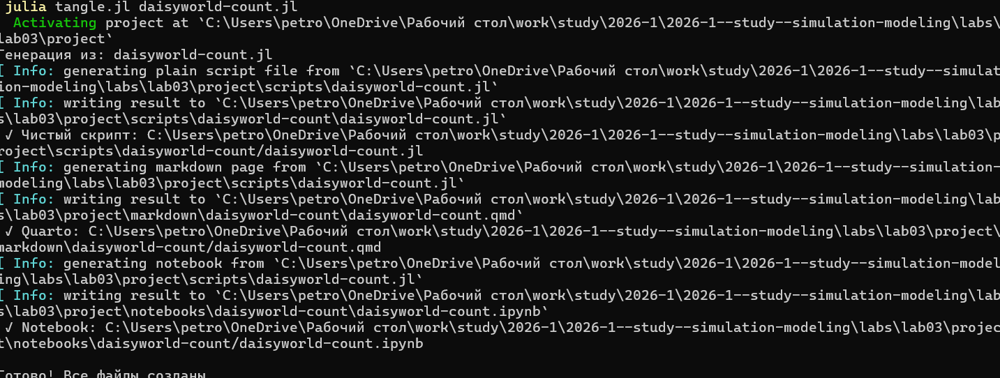 julia tangle.jl daisyworld-count.jl
Activating project at `C:\Users\petro\OneDrive\Рабочий стол\work\study\2026-1\2026-1--study--simulation-modeling\labs\
lab03\project`
Генерация из: daisyworld-count.jl
[ Info: generating plain script file from `C:\Users\petro\OneDrive\Рабочий стол\work\study\2026-1\2026-1--study--simulat
ion-modeling\labs\lab03\project\scripts\daisyworld-count.jl`
[ Info: writing result to `C:\Users\petro\OneDrive\Рабочий стол\work\study\2026-1\2026-1--study--simulation-modeling\lab
s\lab03\project\scripts\daisyworld-count\daisyworld-count.jl`
✓ Чистый скрипт: C:\Users\petro\OneDrive\Рабочий стол\work\study\2026-1\2026-1--study--simulation-modeling\labs\lab03\p
roject\scripts\daisyworld-count/daisyworld-count.jl
[ Info: generating markdown page from `C:\Users\petro\OneDrive\Рабочий стол\work\study\2026-1\2026-1--study--simulation-
modeling\labs\lab03\project\scripts\daisyworld-count.jl`
[ Info: writing result to `C:\Users\petro\OneDrive\Рабочий стол\work\study\2026-1\2026-1--study--simulation-modeling\lab
s\lab03\project\markdown\daisyworld-count\daisyworld-count.qmd`
✓ Quarto: C:\Users\petro\OneDrive\Рабочий стол\work\study\2026-1\2026-1--study--simulation-modeling\labs\lab03\project\
markdown\daisyworld-count/daisyworld-count.qmd
[ Info: generating notebook from `C:\Users\petro\OneDrive\Рабочий стол\work\study\2026-1\2026-1--study--simulation-model
ing\labs\lab03\project\scripts\daisyworld-count.jl`
[ Info: writing result to `C:\Users\petro\OneDrive\Рабочий стол\work\study\2026-1\2026-1--study--simulation-modeling\lab
s\lab03\project\notebooks\daisyworld-count\daisyworld-count.ipynb`
✓ Notebook: C:\Users\petro\OneDrive\Рабочий стол\work\study\2026-1\2026-1--study--simulation-modeling\labs\lab03\projec
t\notebooks\daisyworld-count/daisyworld-count.ipynb
Готово! Все файлы созданы